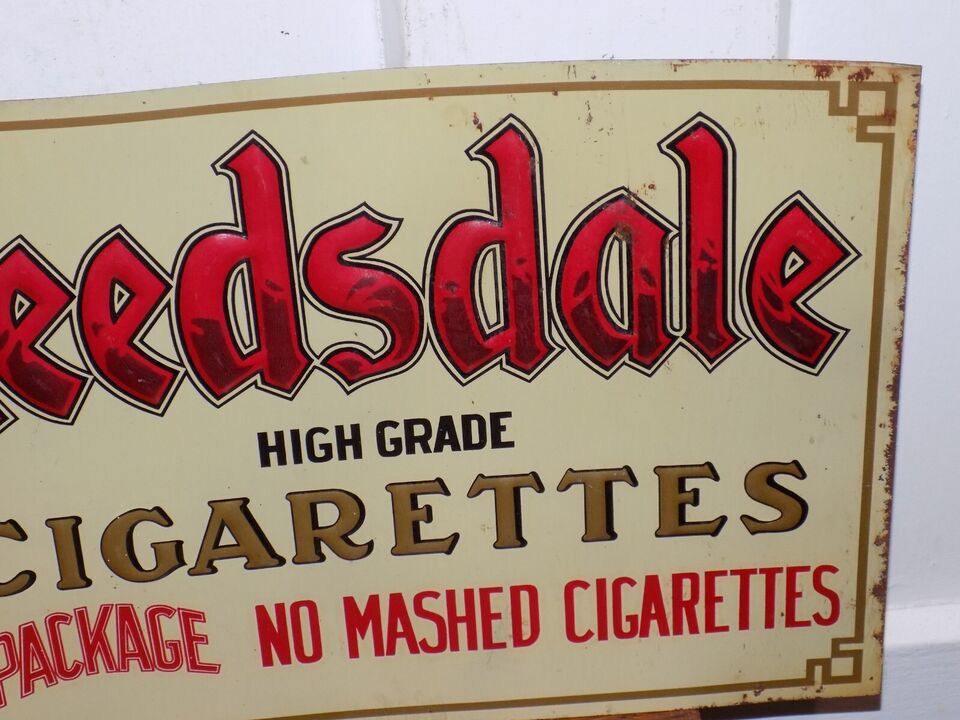 eedsdale
HIGH GRADE
CIGARETTES
PACKAGE NO MASHED CIGARETTES